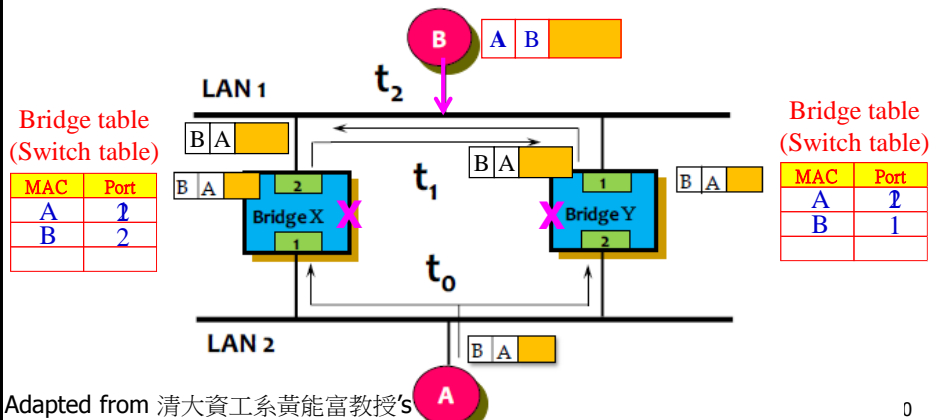 B
A B
LAN 1
t2
Bridge table
(Switch table)
MAC Port
A
B 2
B A
B A
2
Bridge X
1
X
t1
B A
X
1
Bridge Y
2
B A
Bridge table
(Switch table)
MAC Port
A
B 1
t0
LAN 2
B A
A
Adapted from 清大資工系黃能富教授's